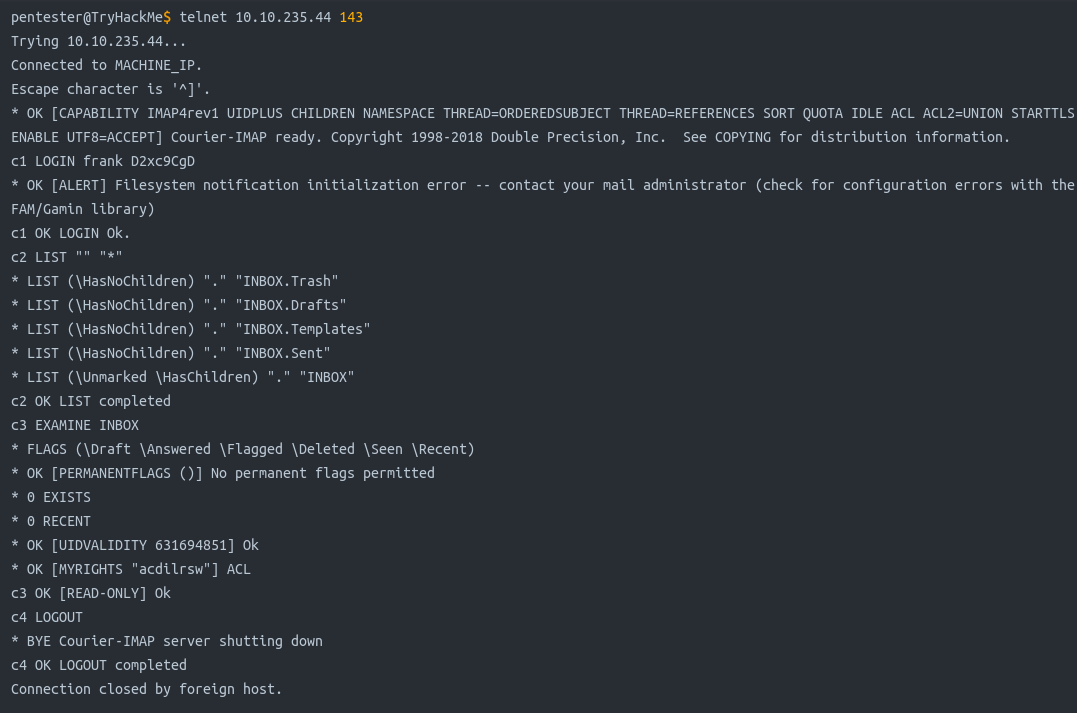 pentester@TryHackMe$ telnet 10.10.235.44 143
Trying 10.10.235.44...
Connected to MACHINE_IP.
Escape character is '^]'.
* OK [CAPABILITY IMAP4rev1 UIDPLUS CHILDREN NAMESPACE THREAD=ORDEREDSUBJECT THREAD=REFERENCES SORT QUOTA IDLE ACL ACL2=UNION STARTTLS
ENABLE UTF8=ACCEPT] Courier-IMAP ready. Copyright 1998-2018 Double Precision, Inc.  See COPYING for distribution information.
c1 LOGIN frank D2xc9CgD
* OK [ALERT] Filesystem notification initialization error -- contact your mail administrator (check for configuration errors with the
FAM/Gamin library)
c1 OK LOGIN Ok.
c2 LIST "" "*"
* LIST (\HasNoChildren) "." "INBOX.Trash"
* LIST (\HasNoChildren) "." "INBOX.Drafts"
* LIST (\HasNoChildren) "." "INBOX.Templates"
* LIST (\HasNoChildren) "." "INBOX.Sent"
* LIST (\Unmarked \HasChildren) "." "INBOX"
c2 OK LIST completed
c3 EXAMINE INBOX
* FLAGS (\Draft \Answered \Flagged \Deleted \Seen \Recent)
* OK [PERMANENTFLAGS ()] No permanent flags permitted
* 0 EXISTS
* 0 RECENT
* OK [UIDVALIDITY 631694851] Ok
* OK [MYRIGHTS "acdilrsw"] ACL
c3 OK [READ-ONLY] Ok
c4 LOGOUT
* BYE Courier-IMAP server shutting down
c4 OK LOGOUT completed
Connection closed by foreign host.